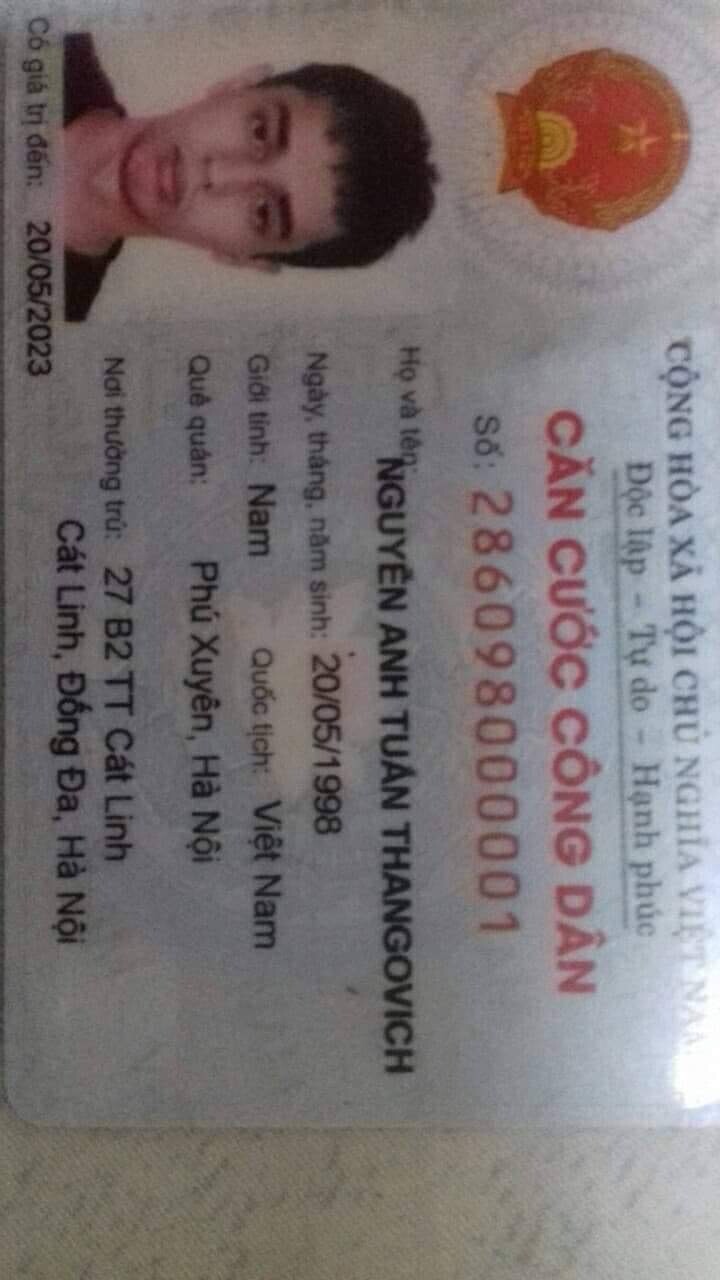 CỘNG HÒA XÃ HỘI CHỦ NGHĨA VIỆT NAM
Độc lập - Tự do - Hạnh phúc
CĂN CƯỚC CÔNG DÂN
Số: 286098000001
Họ và tên: NGUYỄN ANH TUẤN THANGOVICH
Ngày, tháng, năm sinh: 20/05/1998
Giới tính: Nam Quốc tịch: Việt Nam
Quê quán: Phú Xuyên, Hà Nội
Nơi thường trú: 27 B2 TT Cát Linh
Cát Linh, Đống Đa, Hà Nội
Có giá trị đến: 20/05/2023